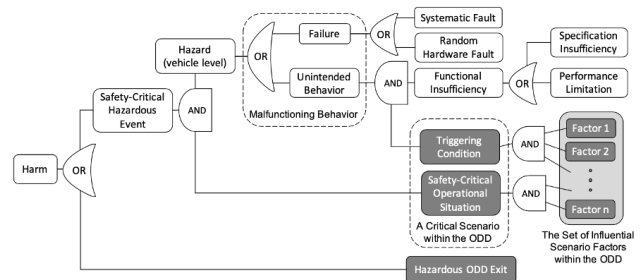 Systematic Fault
Failure
OR
Random
Hardware Fault
Hazard
(vehicle level)
OR
Specification
Insufficiency
Unintended
Behavior
AND
Functional
Insufficiency
OR
Performance
Limitation
Malfunctioning Behavior
Safety-Critical
Hazardous
Event
AND
Triggering
Condition
AND
Factor 1
Factor 2
Harm
OR
Safety-Critical
Operational
Situation
AND
Factor n
A Critical Scenario
within the ODD
The Set of Influential
Scenario Factors
within the ODD
Hazardous ODD Exit